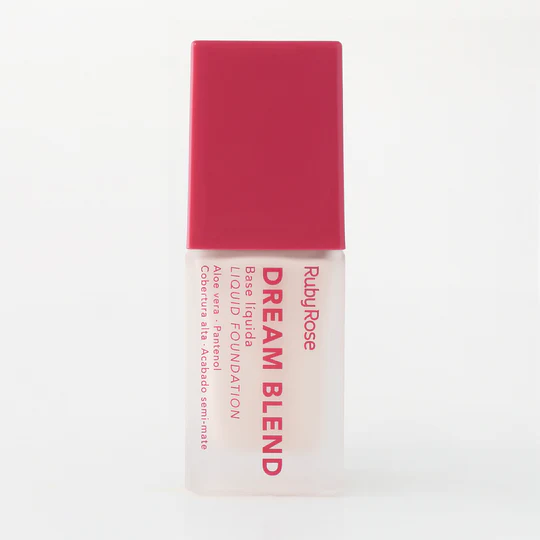 RubyRose
DREAM BLEND
Base líquida
LIQUID FOUNDATION
Aloe vera · Pantenol
Cobertura alta · Acabado semi-mate